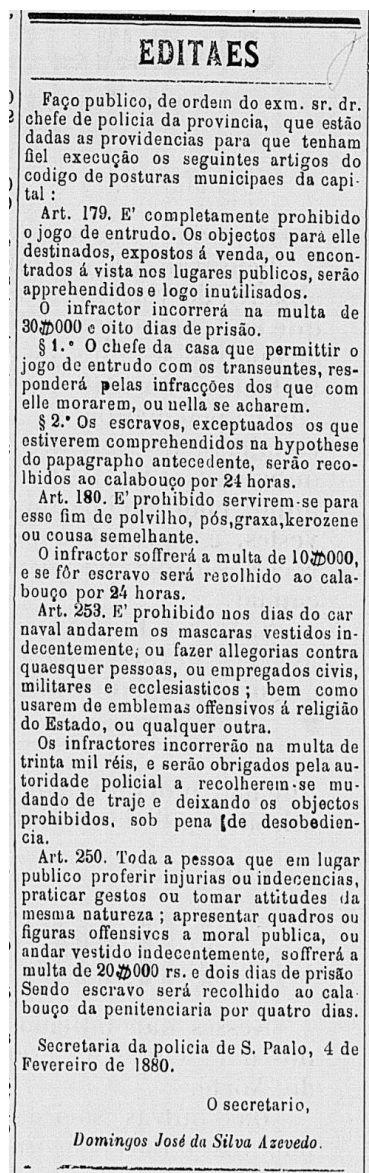 EDITAES
Faço publico, de ordem do exm. sr. dr.
chefe de policia da provincia, que estão
dadas as providencias para que tenham
fiel execução os seguintes artigos do
codigo de posturas municipaes da capi-
tal :
Art. 179. E' completamente prohibido
o jogo de entrudo. Os objectos para elle
destinados, expostos á venda, ou encon-
trados á vista nos lugares publicos, serão
apprehendidos e logo inutilisados.
O infractor incorrerá na multa de
30$000 e oito dias de prisão.
§ 1.º O chefe da casa que permittir o
jogo de entrudo com os transeuntes, res-
ponderá pelas infracções dos que com
elle morarem, ou nella se acharem.
§ 2.º Os escravos, exceptuados os que
estiverem comprehendidos na hypothese
do papagrapho antecedente, serão reco-
lhidos ao calabouço por 24 horas.
Art. 180. E' prohibido servirem-se para
esse fim de polvilho, pós,graxa,kerozene
ou cousa semelhante.
O infractor soffrerá a multa de 10$000,
e se fôr escravo será recolhido ao cala-
bouço por 24 horas.
Art. 253. E' prohibido nos dias do car
naval andarem os mascaras vestidos in-
decentemente, ou fazer allegorias contra
quaesquer pessoas, ou empregados civis,
militares e ecclesiasticos ; bem como
usarem de emblemas offensivos á religião
do Estado, ou qualquer outra.
Os infractores incorrerão na multa de
trinta mil réis, e serão obrigados pela au-
toridade policial a recolherem-se mu-
dando de traje e deixando os objectos
prohibidos, sob pena [de desobedien-
cia.
Art. 250. Toda a pessoa que em lugar
publico proferir injurias ou indecencias,
praticar gestos ou tomar attitudes da
mesma natureza ; apresentar quadros ou
figuras offensivcs a moral publica, ou
andar vestido indecentemente, soffrerá a
multa de 20$000 rs. e dois dias de prisão
Sendo escravo será recolhido ao cala-
bouço da penitenciaria por quatro dias.
Secretaria da policia de S. Paalo, 4 de
Fevereiro de 1880.
O secretario,
Domingos José da Silva Azevedo.